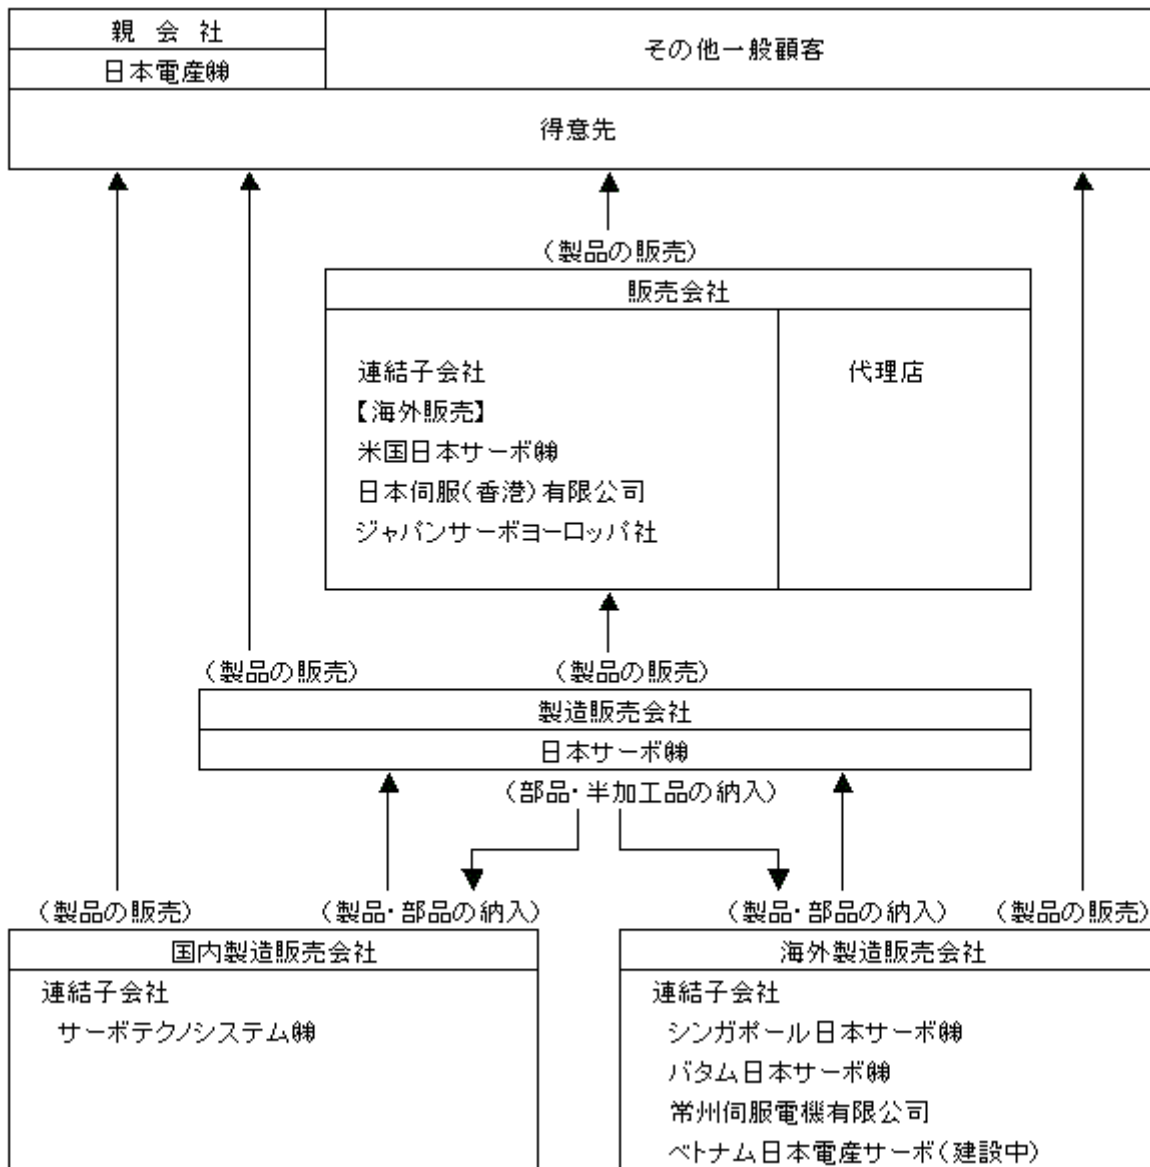 親 会 社
日本電産㈱
その他一般顧客
得意先
（製品の販売）
販売会社
連結子会社
【海外販売】
米国日本サーボ㈱
日本伺服（香港）有限公司
ジャパンサーボヨーロッパ社
代理店
（製品の販売）
（製品の販売）
製造販売会社
日本サーボ㈱
（部品・半加工品の納入）
（製品の販売）
（製品・部品の納入）
（製品・部品の納入）
（製品の販売）
国内製造販売会社
連結子会社
サーボテクノシステム㈱
海外製造販売会社
連結子会社
シンガポール日本サーボ㈱
バタム日本サーボ㈱
常州伺服電機有限公司
ベトナム日本電産サーボ（建設中）